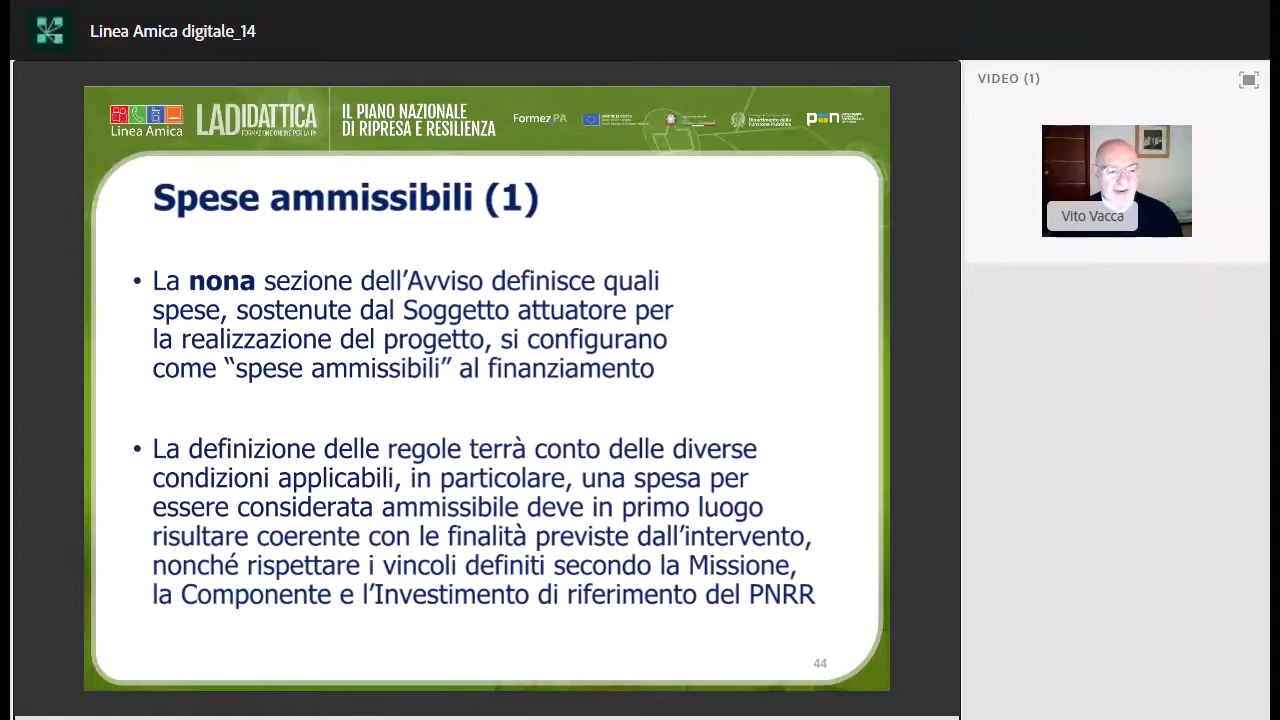 Linea Amica digitale_14
VIDEO (1)
Linea Amica
LADIDATTICA
FORMAZIONE ONLINE PER LA PA
IL PIANO NAZIONALE
DI RIPRESA E RESILIENZA
FormezPA
Dipartimento della
Funzione Pubblica
Vito Vacca
Spese ammissibili (1)
• La nona sezione dell’Avviso definisce quali
spese, sostenute dal Soggetto attuatore per
la realizzazione del progetto, si configurano
come “spese ammissibili” al finanziamento
• La definizione delle regole terrà conto delle diverse
condizioni applicabili, in particolare, una spesa per
essere considerata ammissibile deve in primo luogo
risultare coerente con le finalità previste dall’intervento,
nonché rispettare i vincoli definiti secondo la Missione,
la Componente e l’Investimento di riferimento del PNRR
44